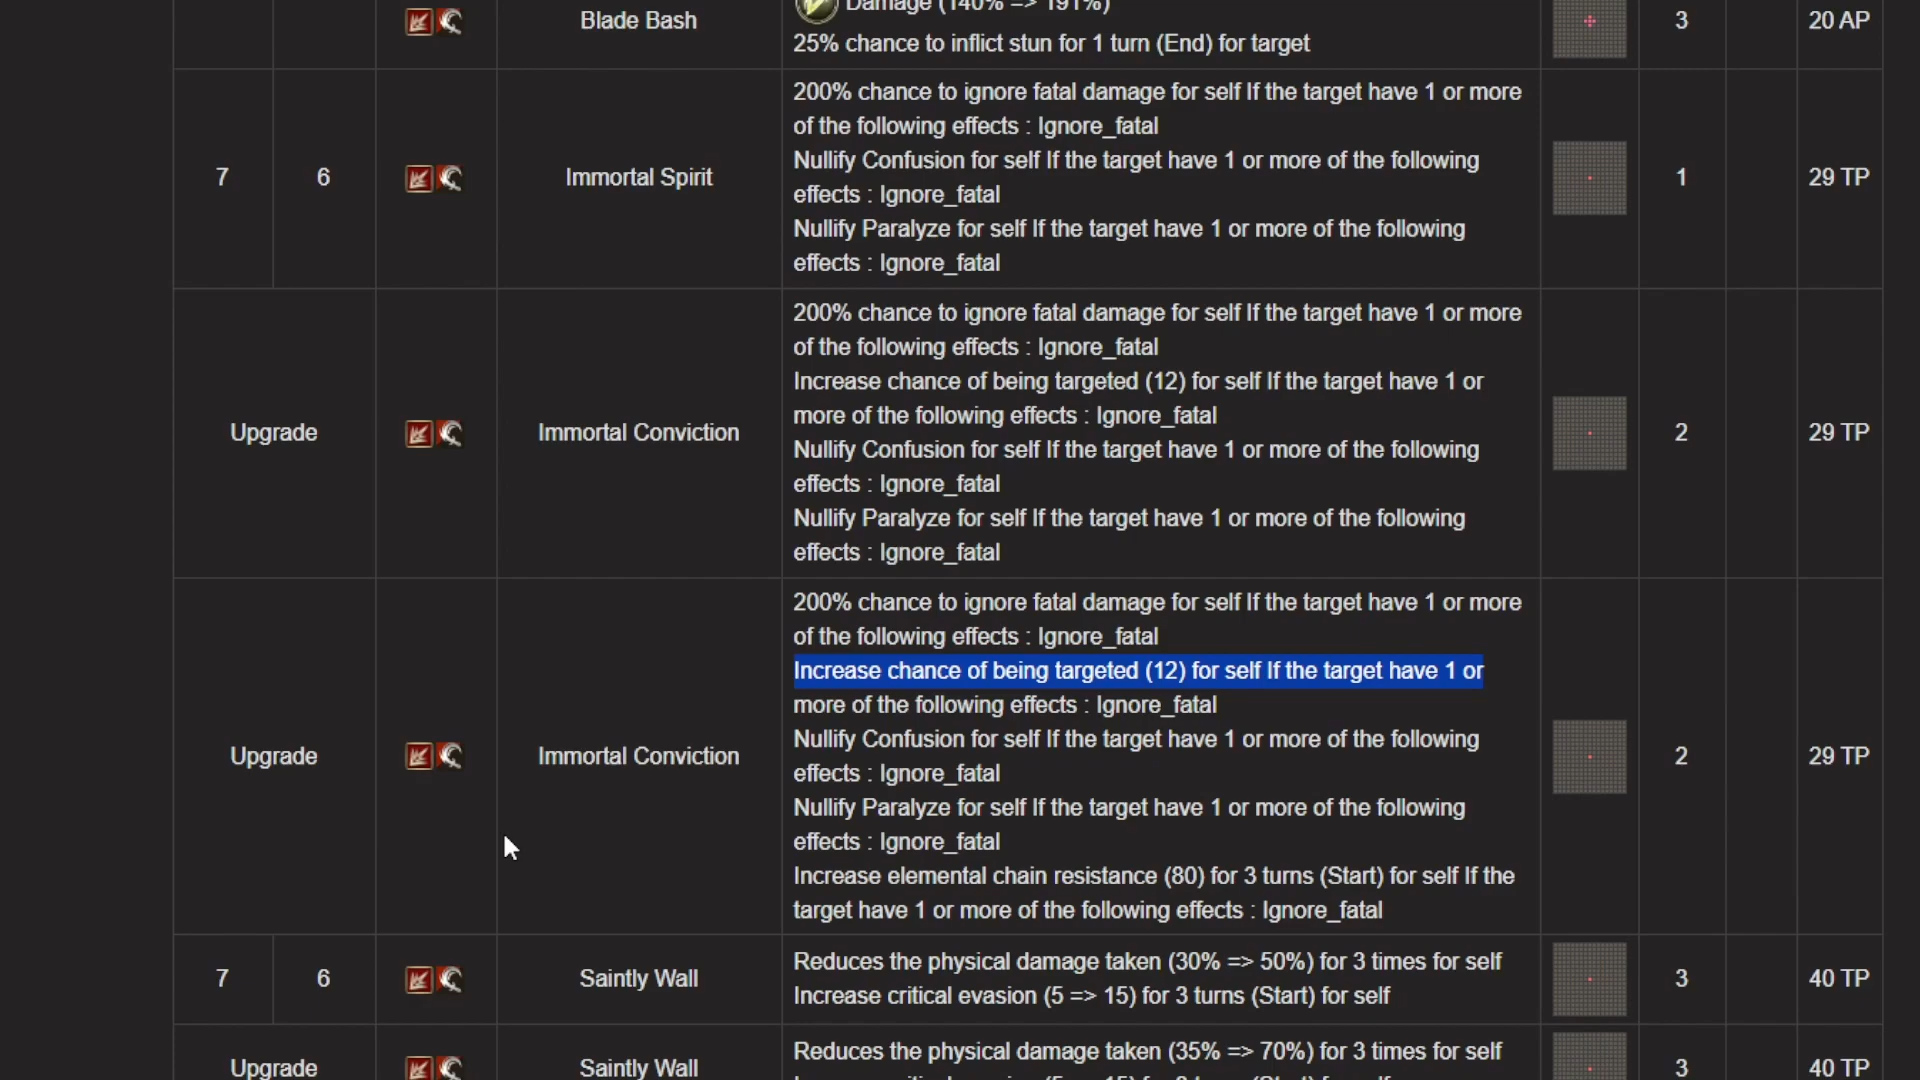 Blade Bash
Damage (140% => 191%)
25% chance to inflict stun for 1 turn (End) for target
3
20 AP
7
6
Immortal Spirit
200% chance to ignore fatal damage for self If the target have 1 or more
of the following effects : Ignore_fatal
Nullify Confusion for self If the target have 1 or more of the following
effects : Ignore_fatal
Nullify Paralyze for self If the target have 1 or more of the following
effects : Ignore_fatal
1
29 TP
Upgrade
Immortal Conviction
200% chance to ignore fatal damage for self If the target have 1 or more
of the following effects : Ignore_fatal
Increase chance of being targeted (12) for self If the target have 1 or
more of the following effects : Ignore_fatal
Nullify Confusion for self If the target have 1 or more of the following
effects : Ignore_fatal
Nullify Paralyze for self If the target have 1 or more of the following
effects : Ignore_fatal
2
29 TP
Upgrade
Immortal Conviction
200% chance to ignore fatal damage for self If the target have 1 or more
of the following effects : Ignore_fatal
Increase chance of being targeted (12) for self If the target have 1 or
more of the following effects : Ignore_fatal
Nullify Confusion for self If the target have 1 or more of the following
effects : Ignore_fatal
Nullify Paralyze for self If the target have 1 or more of the following
effects : Ignore_fatal
Increase elemental chain resistance (80) for 3 turns (Start) for self If the
target have 1 or more of the following effects : Ignore_fatal
2
29 TP
7
6
Saintly Wall
Reduces the physical damage taken (30% => 50%) for 3 times for self
Increase critical evasion (5 => 15) for 3 turns (Start) for self
3
40 TP
Upgrade
Saintly Wall
Reduces the physical damage taken (35% => 70%) for 3 times for self
3
40 TP